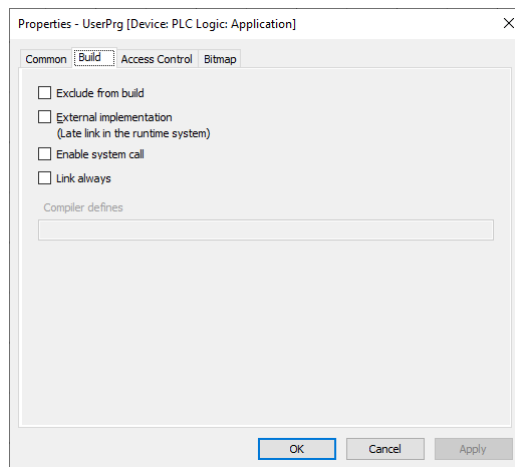 Properties - UserPrg [Device: PLC Logic: Application]
Common Build Access Control Bitmap
Exclude from build
External implementation
(Late link in the runtime system)
Enable system call
Link always
Compiler defines
OK Cancel Apply